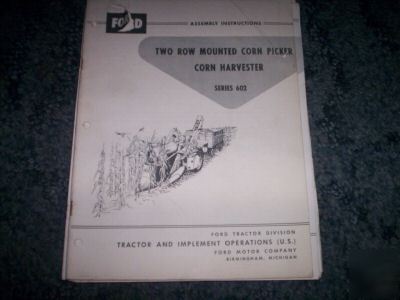 FORD
ASSEMBLY INSTRUCTIONS
TWO ROW MOUNTED CORN PICKER
CORN HARVESTER
SERIES 602
FORD TRACTOR DIVISION
TRACTOR AND IMPLEMENT OPERATIONS (U.S.)
FORD MOTOR COMPANY
BIRMINGHAM, MICHIGAN